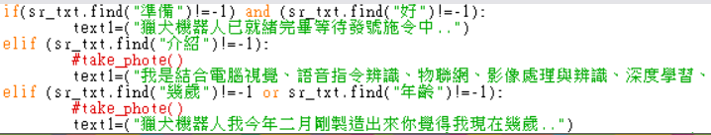 if(sr_txt.find("準備")!=-1) and (sr_txt.find("好")!=-1):
        text1=("獵犬機器人已就緒完畢等待發號施令中..")
elif (sr_txt.find("介紹")!=-1):
        #take_phote()
        text1=("我是結合電腦視覺、語音指令辨識、物聯網、影像處理與辨識、深度學習、
elif (sr_txt.find("幾歲")!=-1 or sr_txt.find("年齡")!=-1):
        #take_phote()
        text1=("獵犬機器人我今年二月剛製造出來你覺得我現在幾歲..")